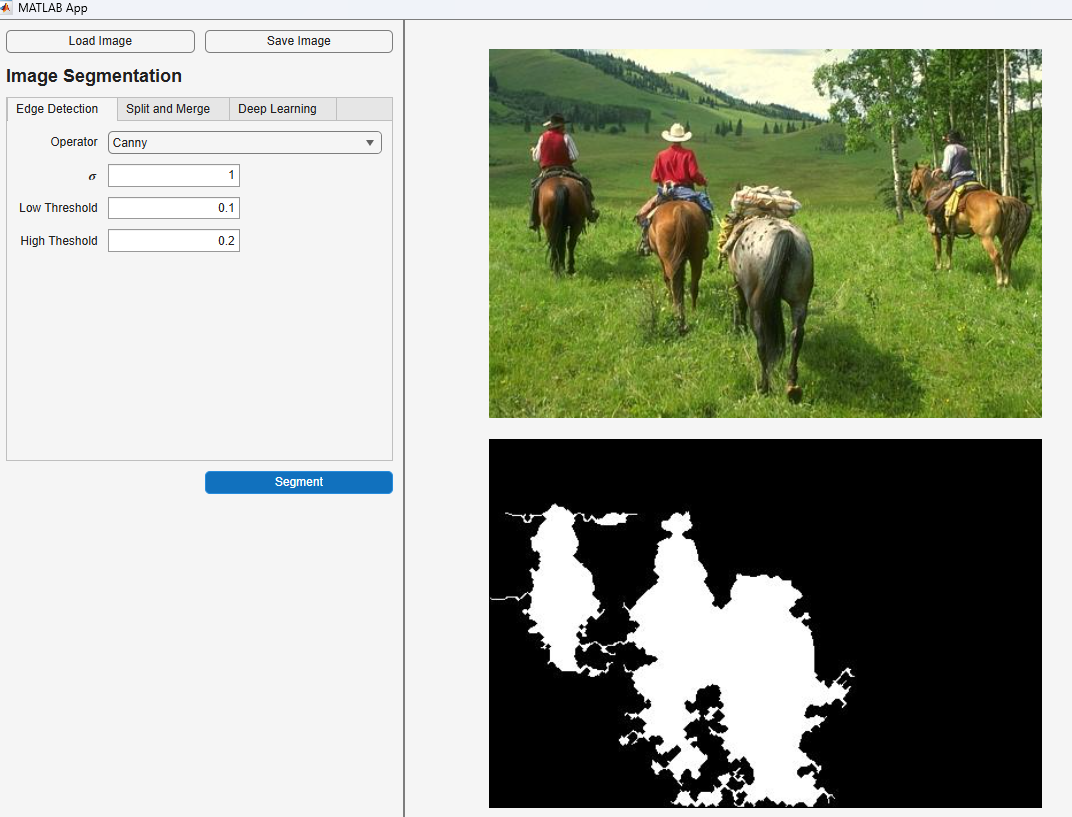 MATLAB App
Load Image
Save Image
Image Segmentation
Edge Detection
Split and Merge
Deep Learning
Operator
Canny
σ
1
Low Threshold
0.1
High Theshold
0.2
Segment